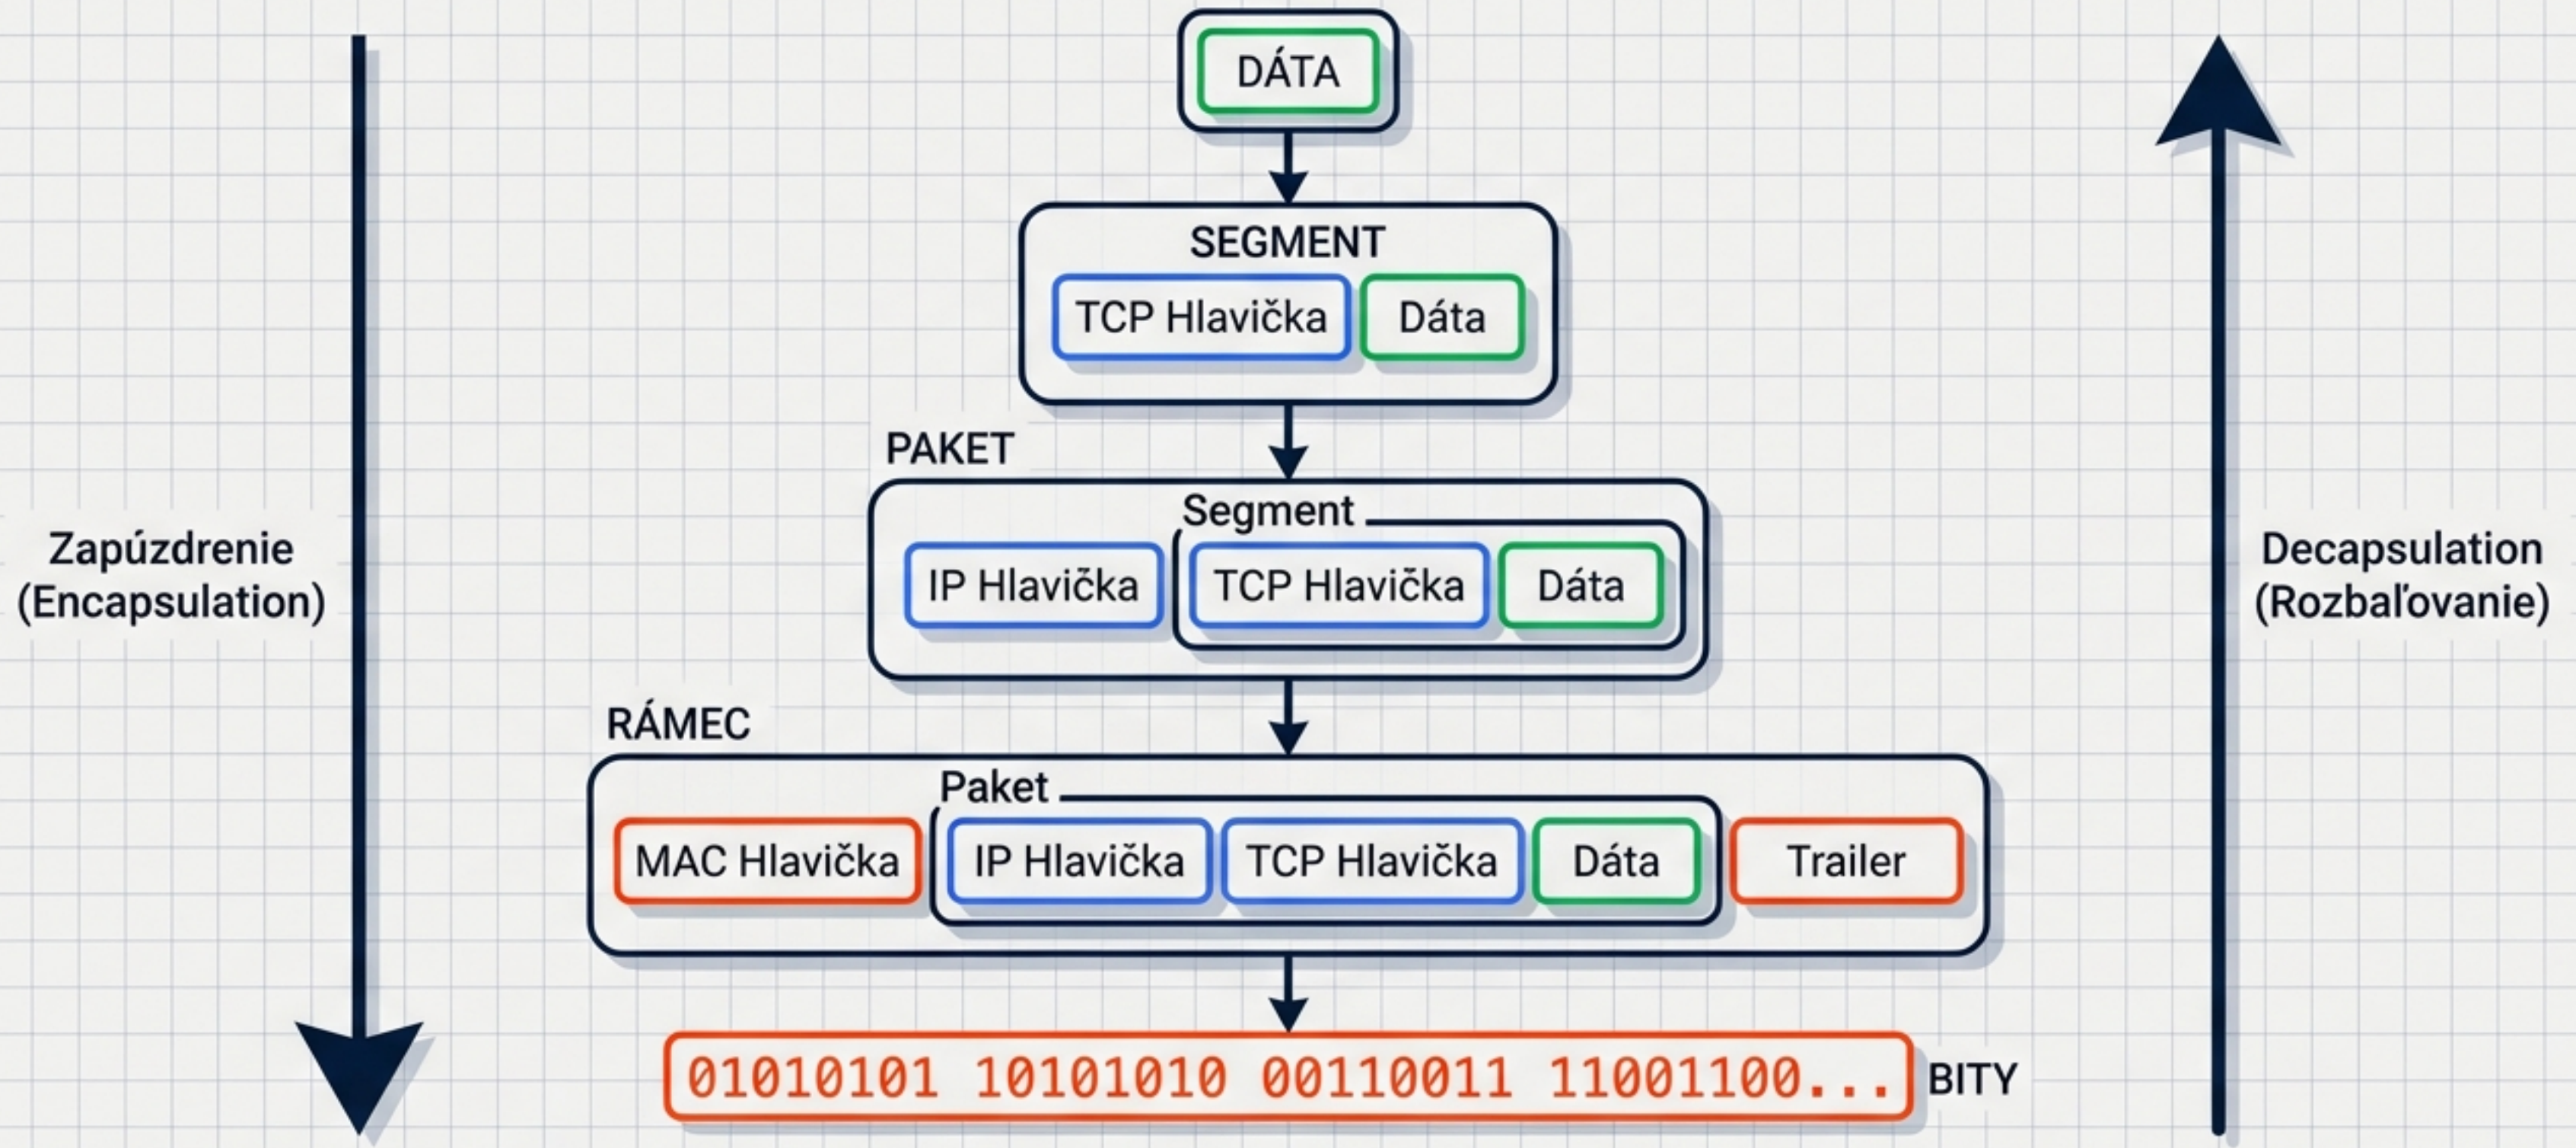 DÁTA
SEGMENT
TCP Hlavička
Dáta
PAKET
Segment
IP Hlavička
TCP Hlavička
Dáta
Zapúzdrenie
(Encapsulation)
Decapsulation
(Rozbaľovanie)
RÁMEC
Paket
MAC Hlavička
IP Hlavička
TCP Hlavička
Dáta
Trailer
01010101 10101010 00110011 11001100...
BITY